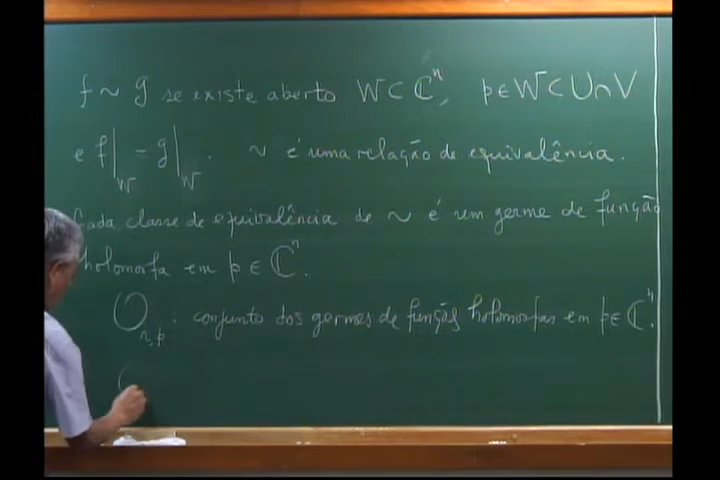 f ~ g se existe aberto W ⊂ ℂⁿ, p ∈ W ⊂ U ∩ V
e f|_W = g|_W . ~ é uma relação de equivalência.
Cada classe de equivalência de ~ é um germe de função
holomorfa em p ∈ ℂⁿ.
O_{n,p} . conjunto dos germes de funções holomorfas em p ∈ ℂⁿ.